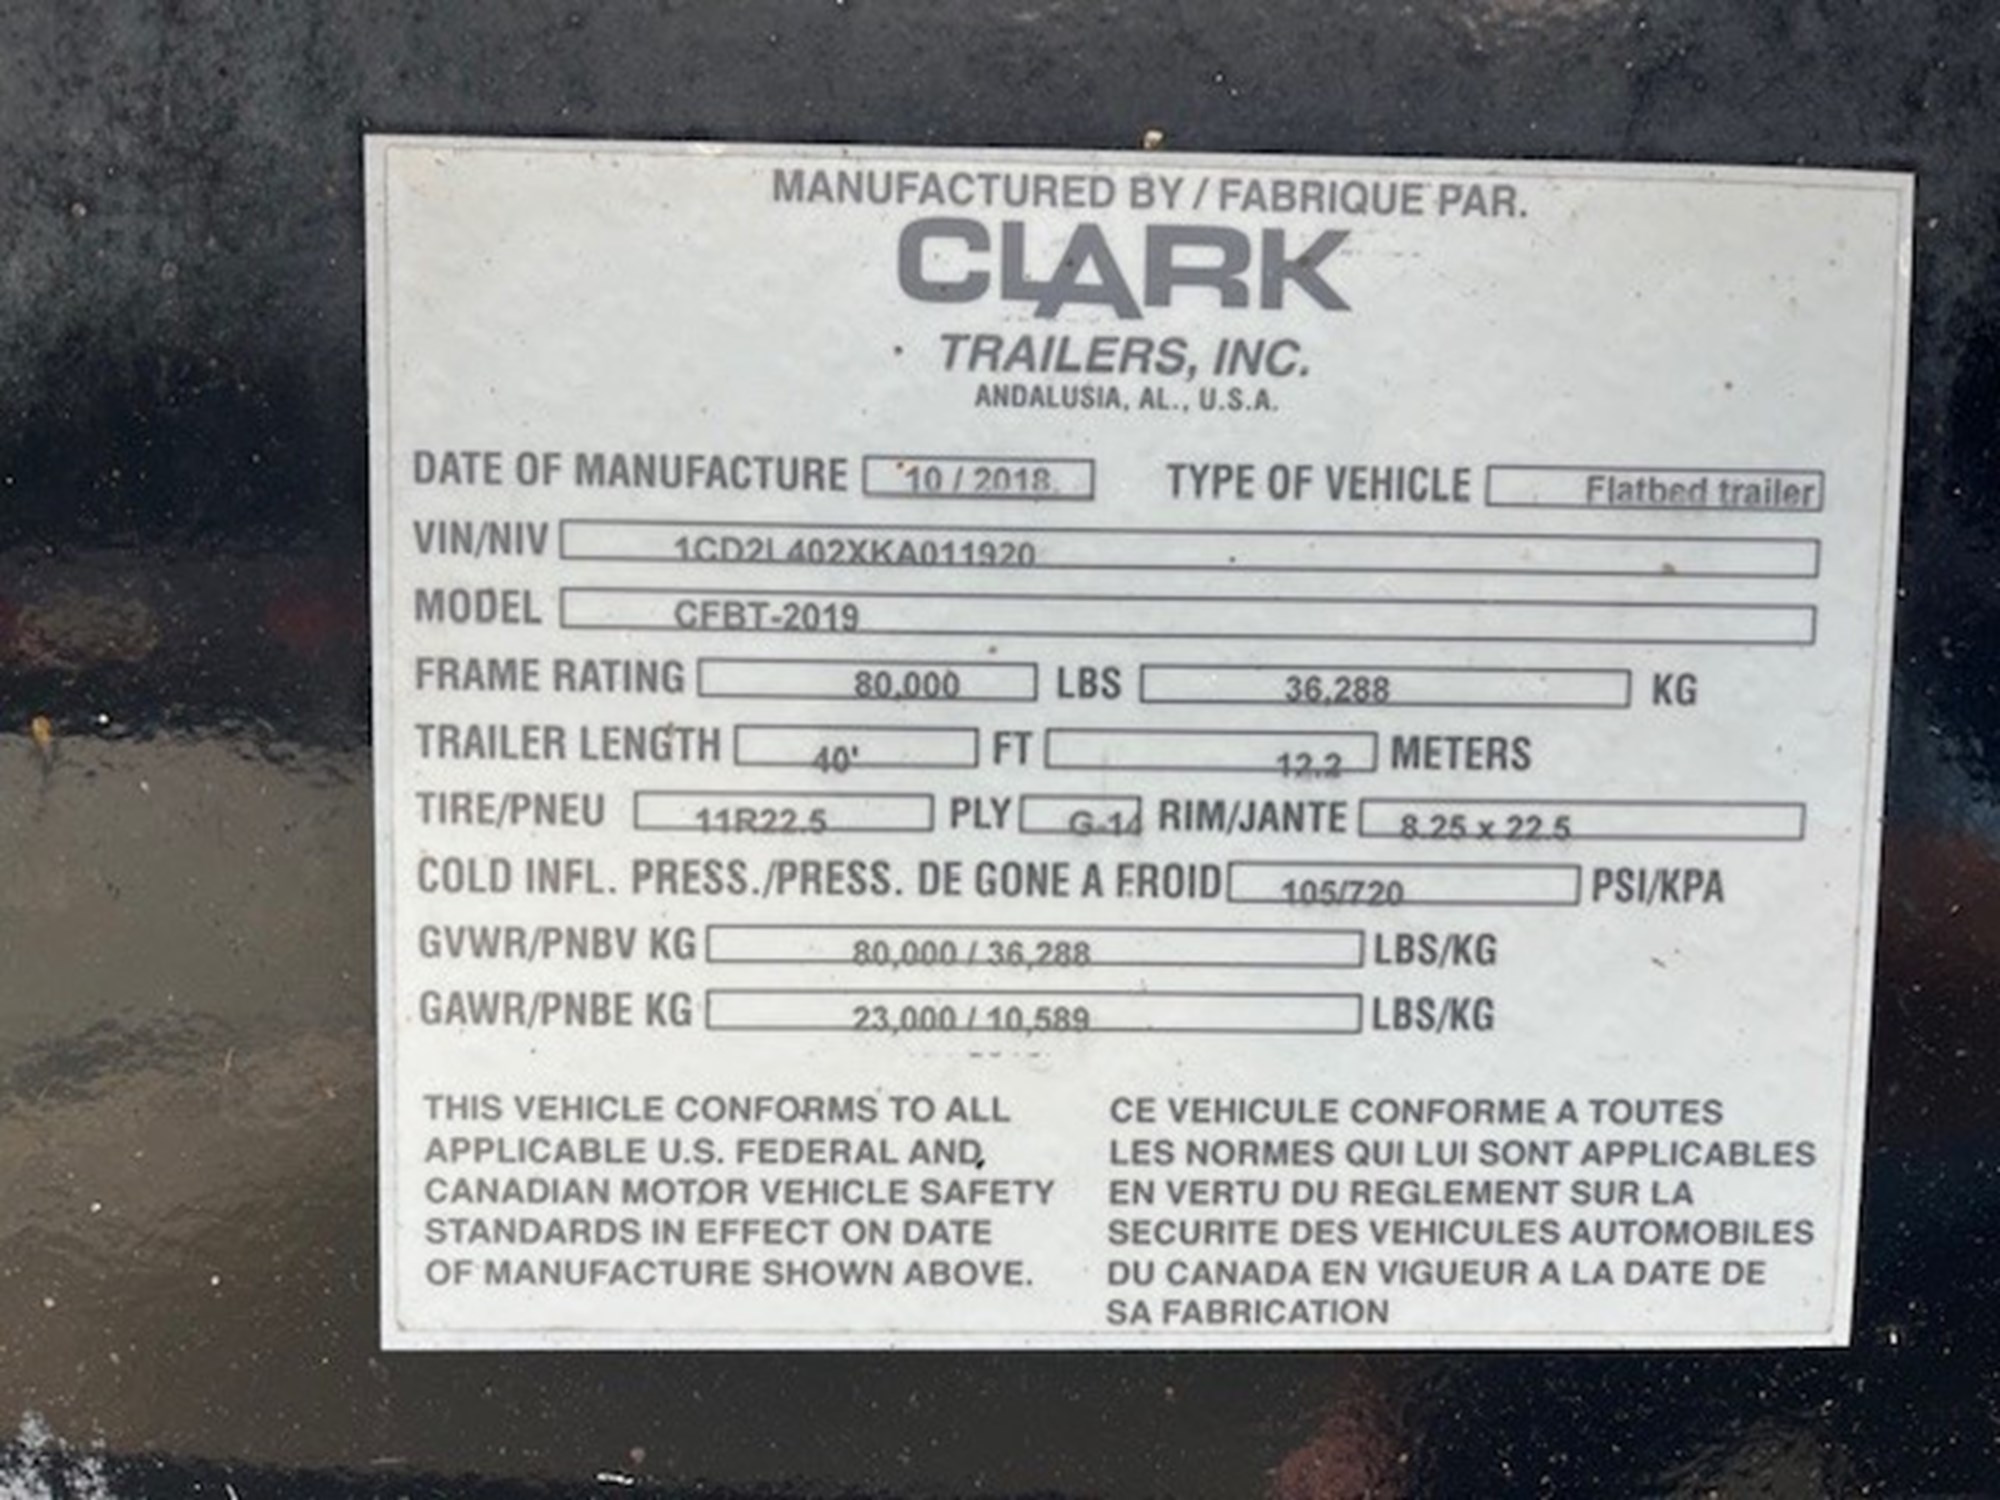 MANUFACTURED BY / FABRIQUE PAR.
CLARK
TRAILERS, INC.
ANDALUSIA, AL., U.S.A.
DATE OF MANUFACTURE 10 / 2018 TYPE OF VEHICLE Flatbed trailer
VIN/NIV 1CD2L402XKA011920
MODEL CFBT-2019
FRAME RATING 80,000 LBS 36,288 KG
TRAILER LENGTH 40' FT 12.2 METERS
TIRE/PNEU 11R22.5 PLY G-14 RIM/JANTE 8.25 x 22.5
COLD INFL. PRESS./PRESS. DE GONE A FROID 105/720 PSI/KPA
GVWR/PNBV KG 80,000 / 36,288 LBS/KG
GAWR/PNBE KG 23,000 / 10,589 LBS/KG
THIS VEHICLE CONFORMS TO ALL
APPLICABLE U.S. FEDERAL AND
CANADIAN MOTOR VEHICLE SAFETY
STANDARDS IN EFFECT ON DATE
OF MANUFACTURE SHOWN ABOVE.
CE VEHICULE CONFORME A TOUTES
LES NORMES QUI LUI SONT APPLICABLES
EN VERTU DU REGLEMENT SUR LA
SECURITE DES VEHICULES AUTOMOBILES
DU CANADA EN VIGUEUR A LA DATE DE
SA FABRICATION